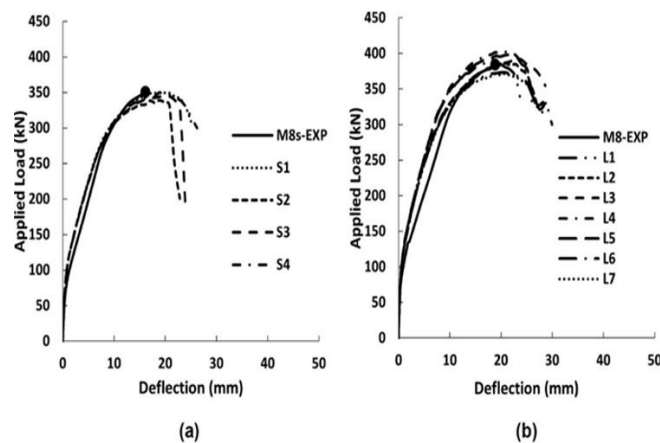 450
400
350
300
250
200
150
100
50
0
Applied Load (kN)
0 10 20 30 40 50
Deflection (mm)
M8s-EXP
S1
S2
S3
S4
(a)
450
400
350
300
250
200
150
100
50
0
Applied Load (kN)
0 10 20 30 40 50
Deflection (mm)
M8-EXP
L1
L2
L3
L4
L5
L6
L7
(b)